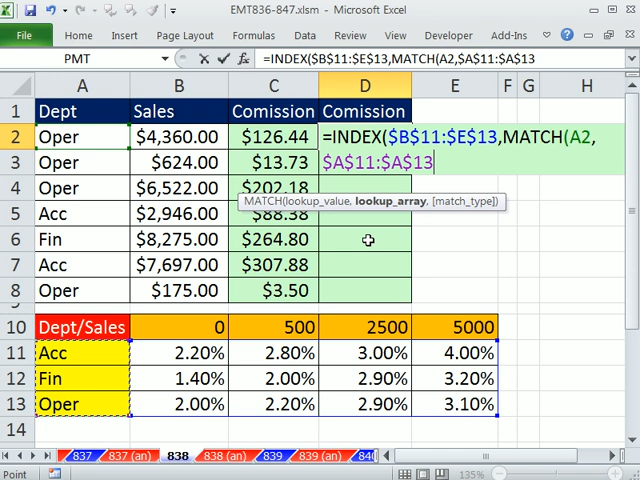 EMT836-847.xlsm - Microsoft Excel
File Home Insert Page Layout Formulas Data Review View Developer Add-Ins
PMT fx =INDEX($B$11:$E$13,MATCH(A2,$A$11:$A$13
A B C D E F G H
1 Dept Sales Comission Comission
2 Oper $4,360.00 $126.44 =INDEX($B$11:$E$13,MATCH(A2,
3 Oper $624.00 $13.73 $A$11:$A$13
4 Oper $6,522.00 $202.18
MATCH(lookup_value, lookup_array, [match_type])
5 Acc $2,946.00 $88.38
6 Fin $8,275.00 $264.80
7 Acc $7,697.00 $307.88
8 Oper $175.00 $3.50
9
10 Dept/Sales 0 500 2500 5000
11 Acc 2.20% 2.80% 3.00% 4.00%
12 Fin 1.40% 2.00% 2.90% 3.20%
13 Oper 2.00% 2.20% 2.90% 3.10%
14
837 837 (an) 838 838 (an) 839 839 (an) 840
Point 135%